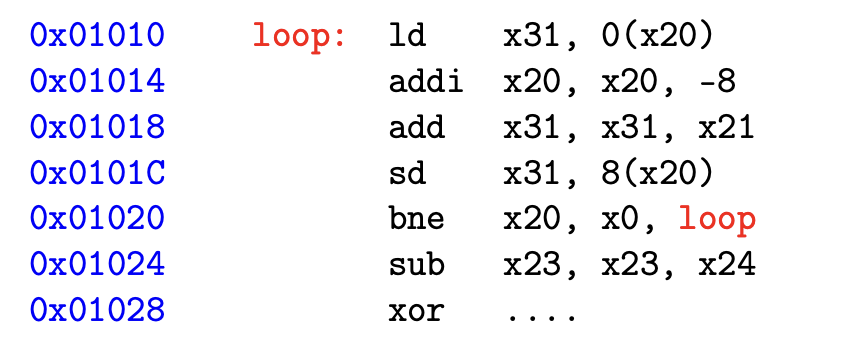 0x01010 loop: ld x31, 0(x20)
0x01014 addi x20, x20, -8
0x01018 add x31, x31, x21
0x0101C sd x31, 8(x20)
0x01020 bne x20, x0, loop
0x01024 sub x23, x23, x24
0x01028 xor ....